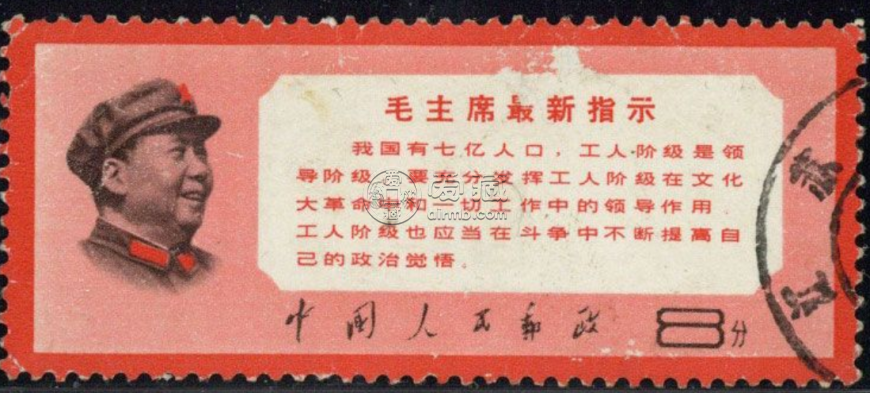 毛主席最新指示
我国有七亿人口，工人阶级是领
导阶级。要充分发挥工人阶级在文化
大革命中和一切工作中的领导作用。
工人阶级也应当在斗争中不断提高自
己的政治觉悟。
中国人民邮政 8分
爱藏
airmb.com